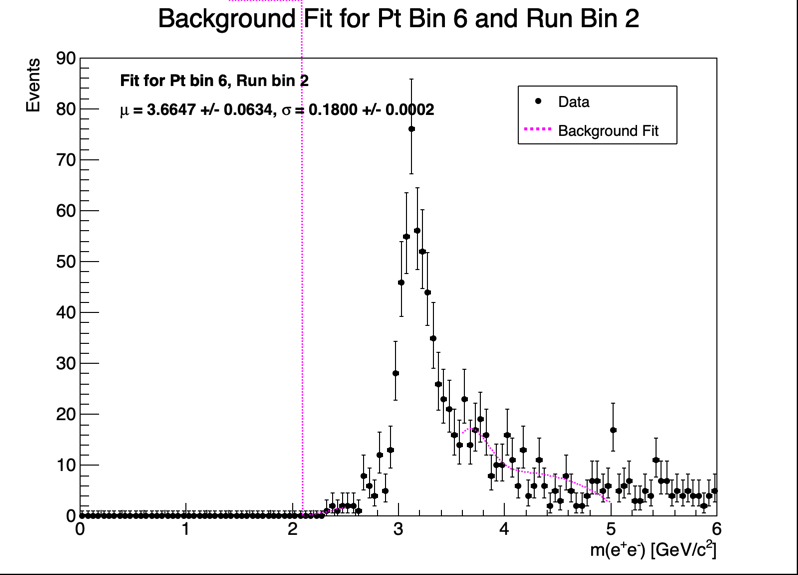 Background Fit for Pt Bin 6 and Run Bin 2
Events
90
80
70
60
50
40
30
20
10
0
Fit for Pt bin 6, Run bin 2
μ = 3.6647 +/- 0.0634, σ = 0.1800 +/- 0.0002
Data
Background Fit
0 1 2 3 4 5 6
m(e⁺e⁻) [GeV/c²]